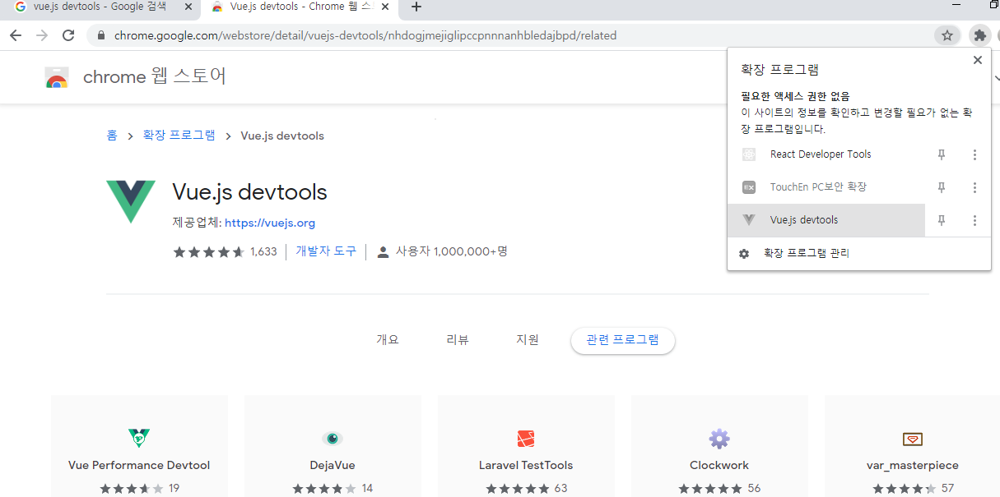 vue.js devtools - Google 검색
Vue.js devtools - Chrome 웹 스
chrome.google.com/webstore/detail/vuejs-devtools/nhdogjmejiglipccpnnnanhbledajbpd/related
chrome 웹 스토어
확장 프로그램
필요한 액세스 권한 없음
이 사이트의 정보를 확인하고 변경할 필요가 없는 확
장 프로그램입니다.
React Developer Tools
EX TouchEn PC보안 확장
Vue.js devtools
확장 프로그램 관리
홈 > 확장 프로그램 > Vue.js devtools
Vue.js devtools
제공업체: https://vuejs.org
1,633 개발자 도구 사용자 1,000,000+명
개요 리뷰 지원 관련 프로그램
Vue Performance Devtool DejaVue Laravel TestTools Clockwork var_masterpiece
19 14 63 56 57